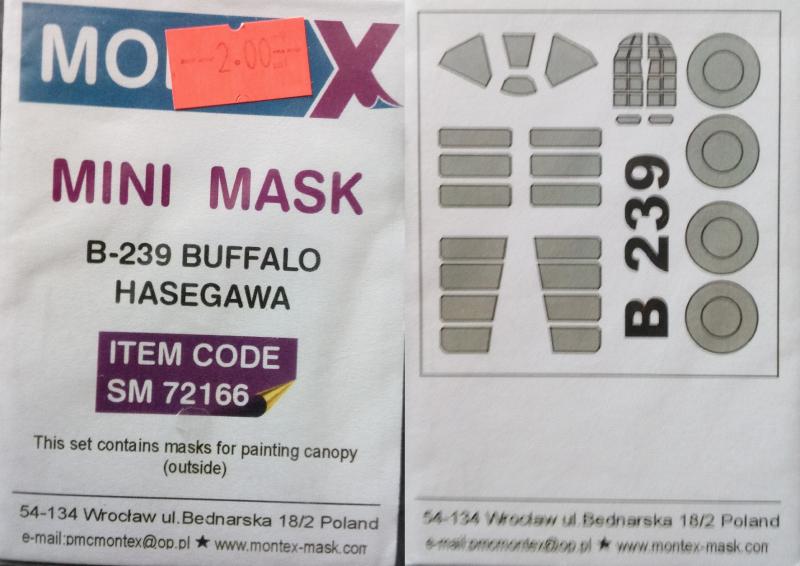 MO X
--2.00--
MINI MASK
B-239 BUFFALO
HASEGAWA
ITEM CODE
SM 72166
This set contains masks for painting canopy
(outside)
54-134 Wrocław ul.Bednarska 18/2 Poland
e-mail:pmcmontex@op.pl ★ www.montex-mask.com
B 239
54-134 Wrocław ul.Bednarska 18/2 Poland
e-mail:pmcmontex@op.pl ★ www.montex-mask.com